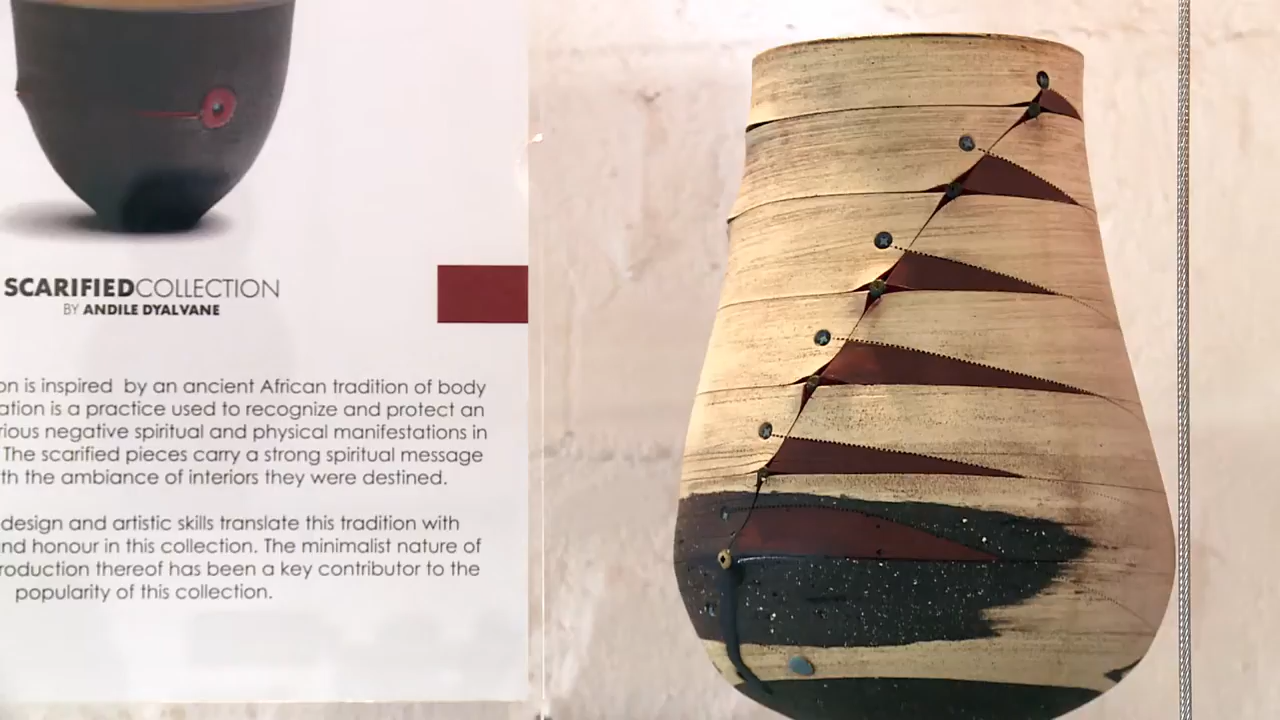 SCARIFIEDCOLLECTION
BY ANDILE DYALVANE
on is inspired by an ancient African tradition of body
ation is a practice used to recognize and protect an
rious negative spiritual and physical manifestations in
The scarified pieces carry a strong spiritual message
th the ambiance of interiors they were destined.
design and artistic skills translate this tradition with
nd honour in this collection. The minimalist nature of
roduction thereof has been a key contributor to the
popularity of this collection.